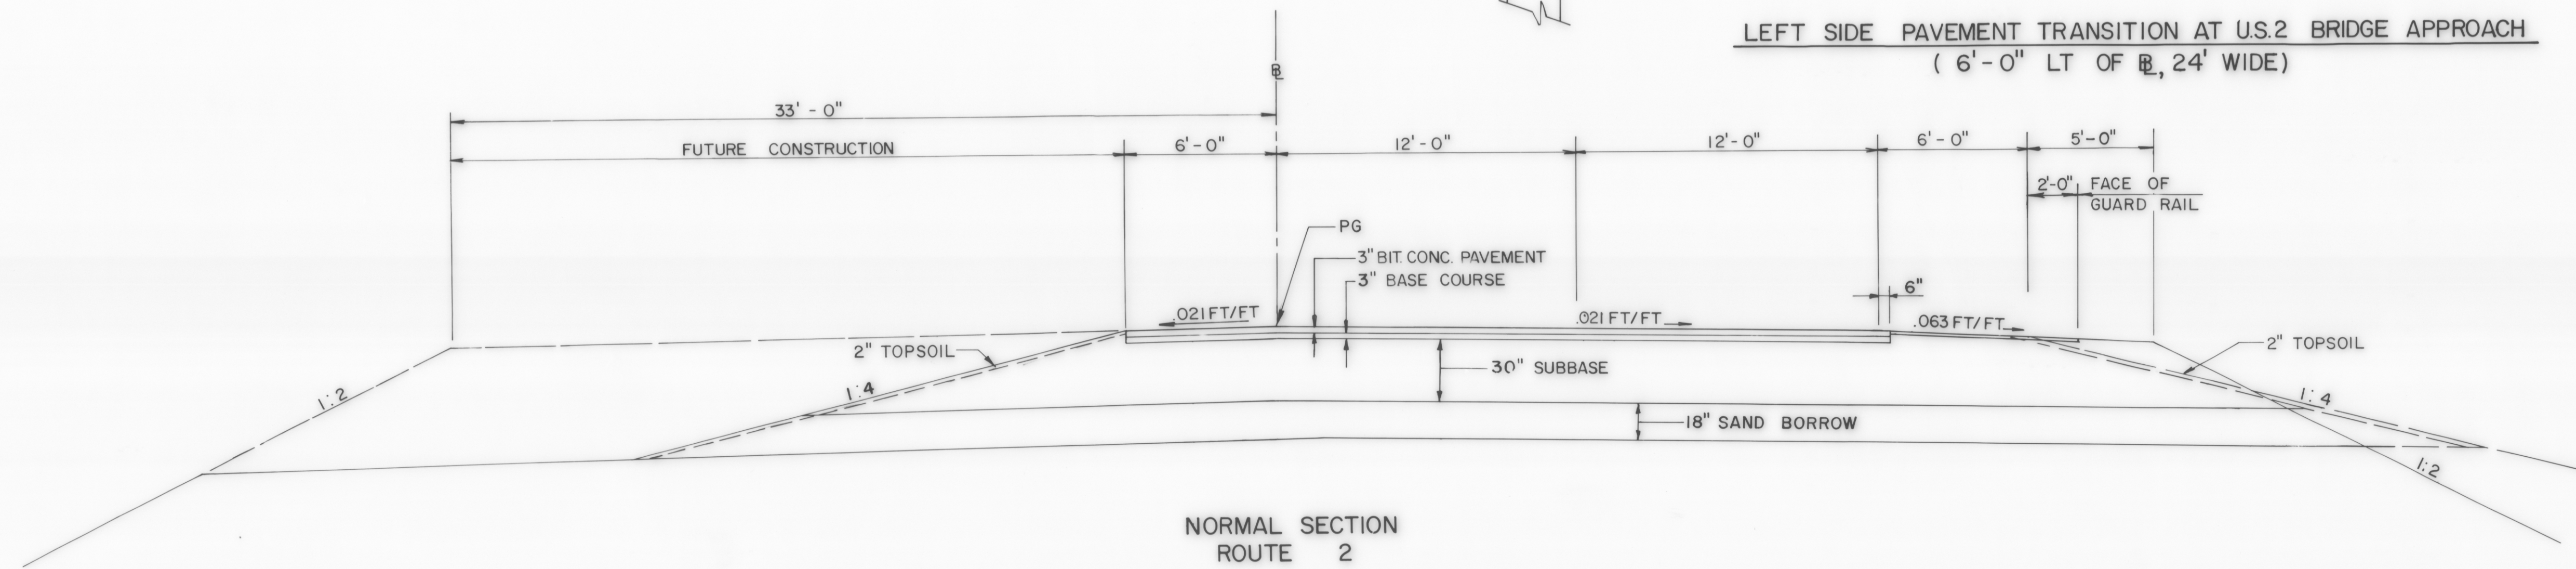 LEFT SIDE PAVEMENT TRANSITION AT U.S.2 BRIDGE APPROACH
( 6'-0" LT OF BL, 24' WIDE)
BL
33' - 0"
FUTURE CONSTRUCTION
6'-0"
12'-0"
12'-0"
6'-0"
5'-0"
2'-0"
FACE OF
GUARD RAIL
PG
3" BIT. CONC. PAVEMENT
3" BASE COURSE
6"
.021 FT/FT
.021 FT/FT
.063 FT/FT
2" TOPSOIL
2" TOPSOIL
30" SUBBASE
1:2
1:4
1:4
18" SAND BORROW
1:2
NORMAL SECTION
ROUTE 2